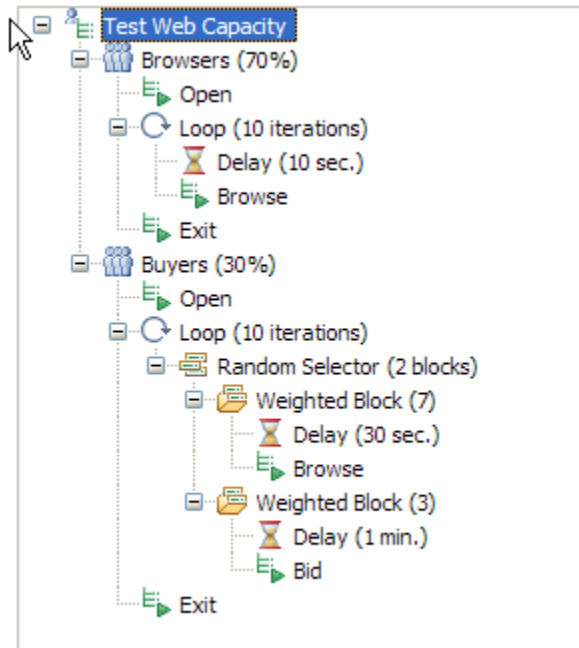 Test Web Capacity
Browsers (70%)
Open
Loop (10 iterations)
Delay (10 sec.)
Browse
Exit
Buyers (30%)
Open
Loop (10 iterations)
Random Selector (2 blocks)
Weighted Block (7)
Delay (30 sec.)
Browse
Weighted Block (3)
Delay (1 min.)
Bid
Exit